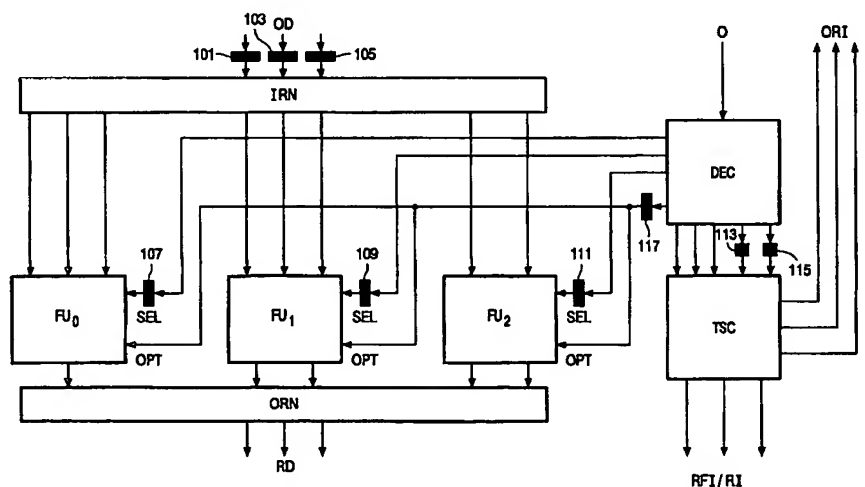 103 OD
101 105 ORI
IRN
O
DEC
117
113
115
107 109 111
FU0 SEL FU1 SEL FU2 SEL TSC
OPT OPT OPT
ORN
RD
RFI/RI